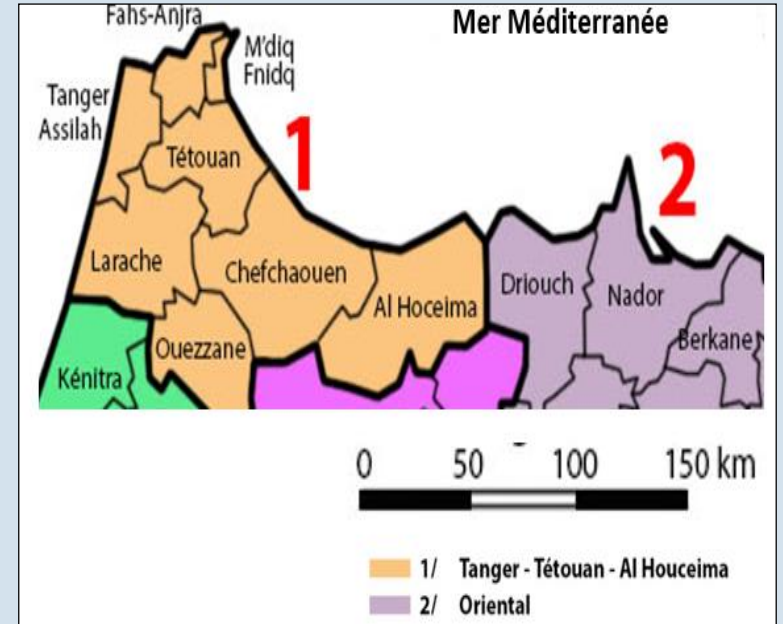 Fahs-Anjra
Mer Méditerranée
M'diq
Fnidq
Tanger
Assilah
1
Tétouan
2
Larache
Chefchaouen
Driouch
Al Hoceima
Nador
Berkane
Ouezzane
Kénitra
0 50 100 150 km
1/ Tanger - Tétouan - Al Houceima
2/ Oriental